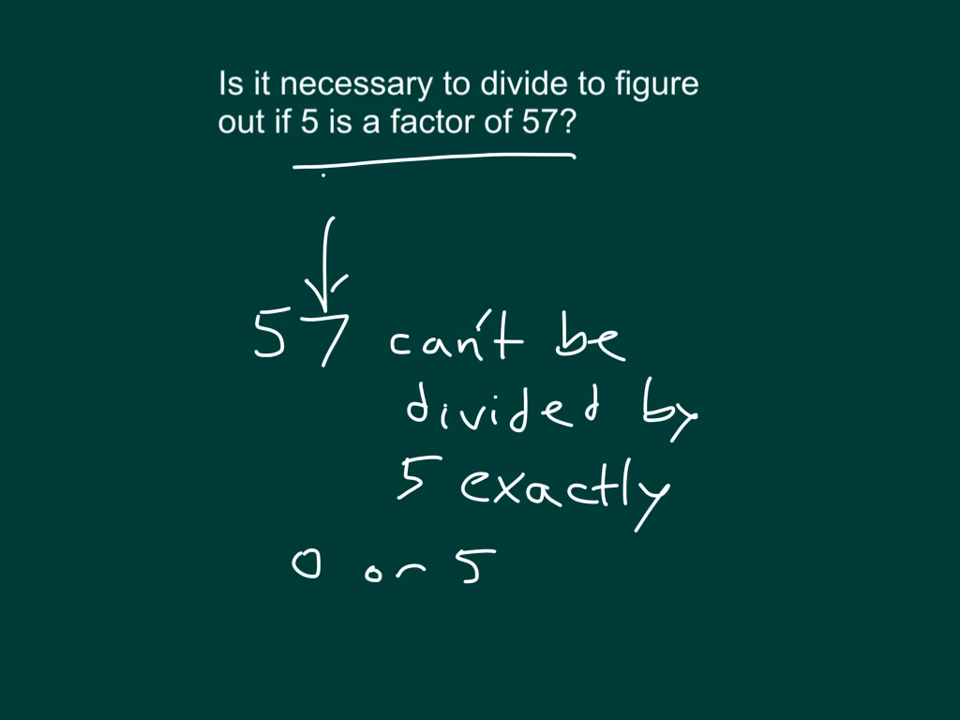 Is it necessary to divide to figure
out if 5 is a factor of 57?
57 can't be
divided by
5 exactly
0 or 5